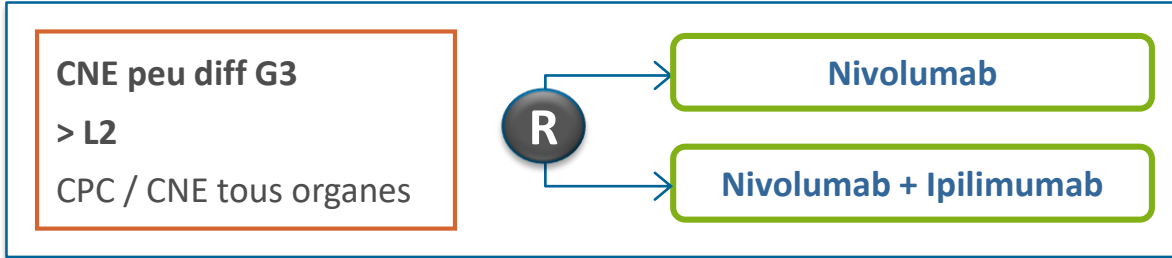 CNE peu diff G3
> L2
CPC / CNE tous organes
R
Nivolumab
Nivolumab + Ipilimumab